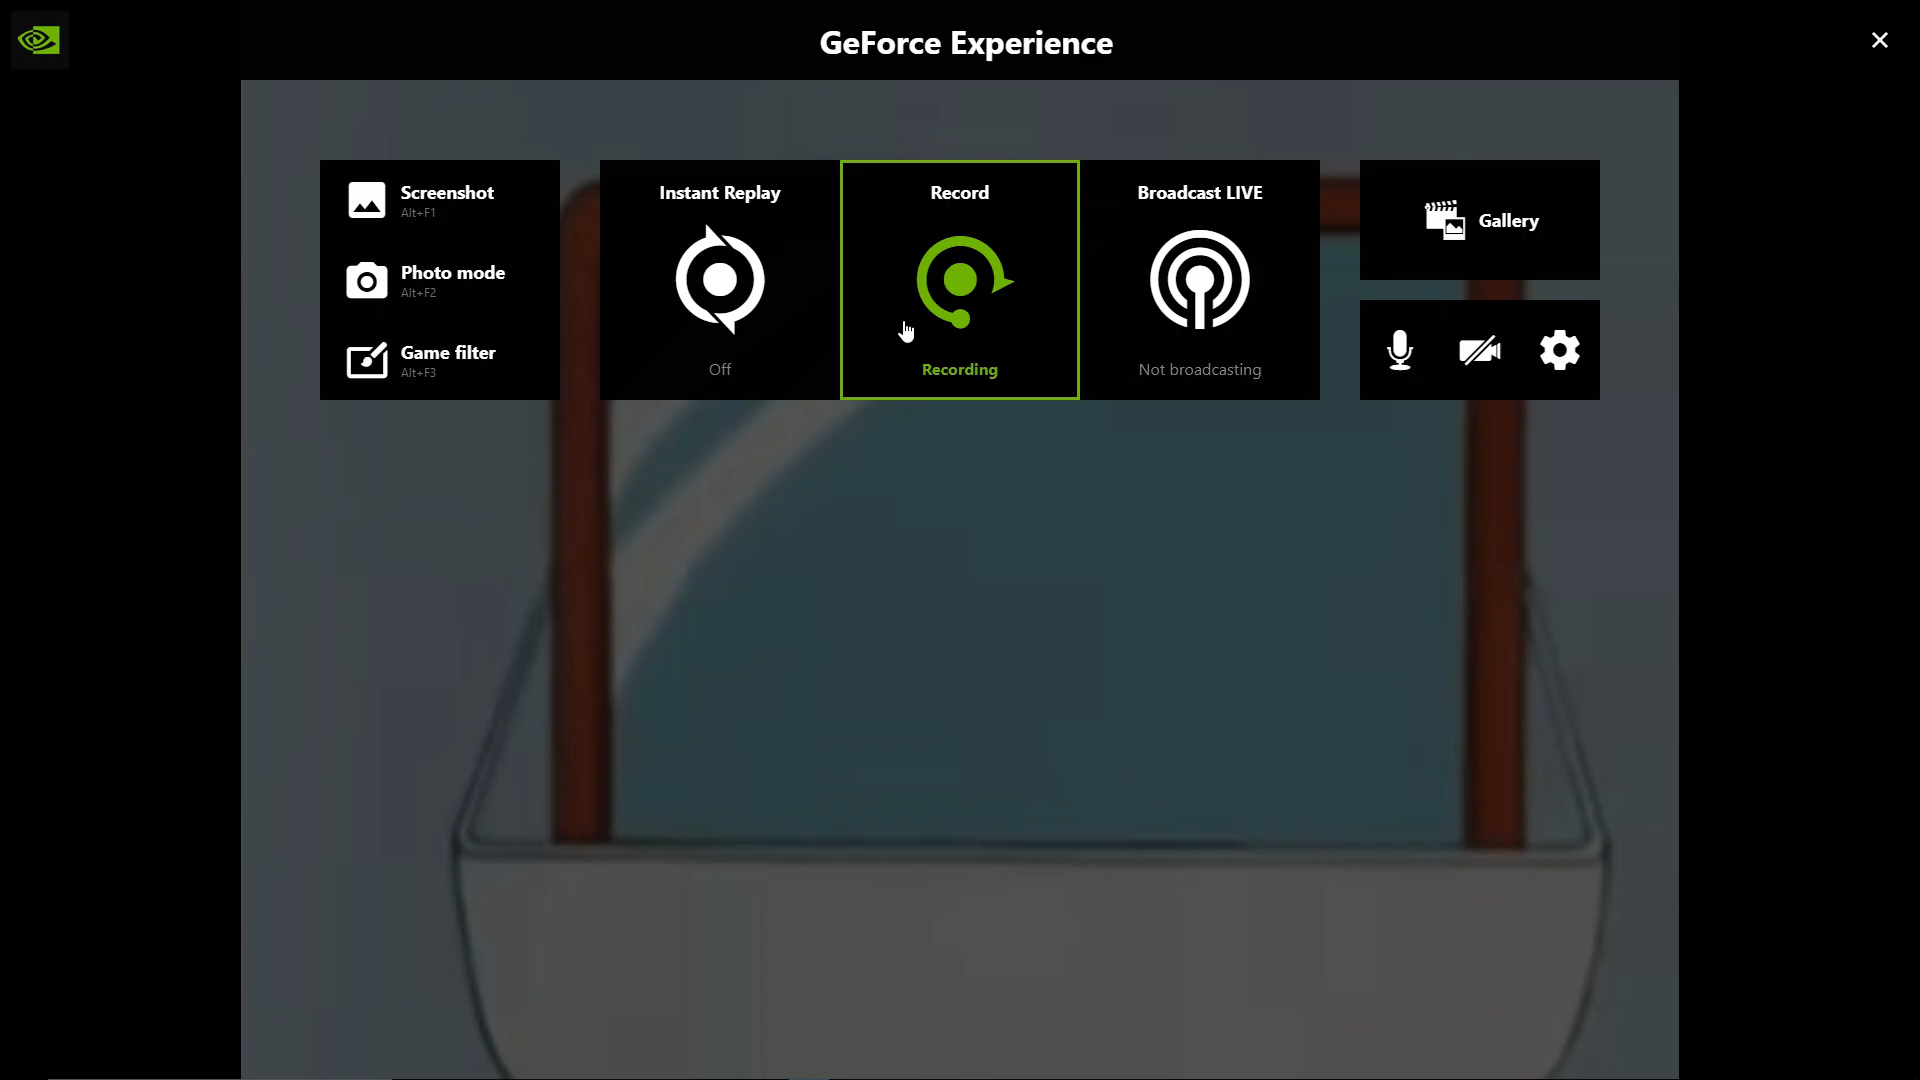 GeForce Experience
Screenshot
Alt+F1
Photo mode
Alt+F2
Game filter
Alt+F3
Instant Replay
Off
Record
Recording
Broadcast LIVE
Not broadcasting
Gallery